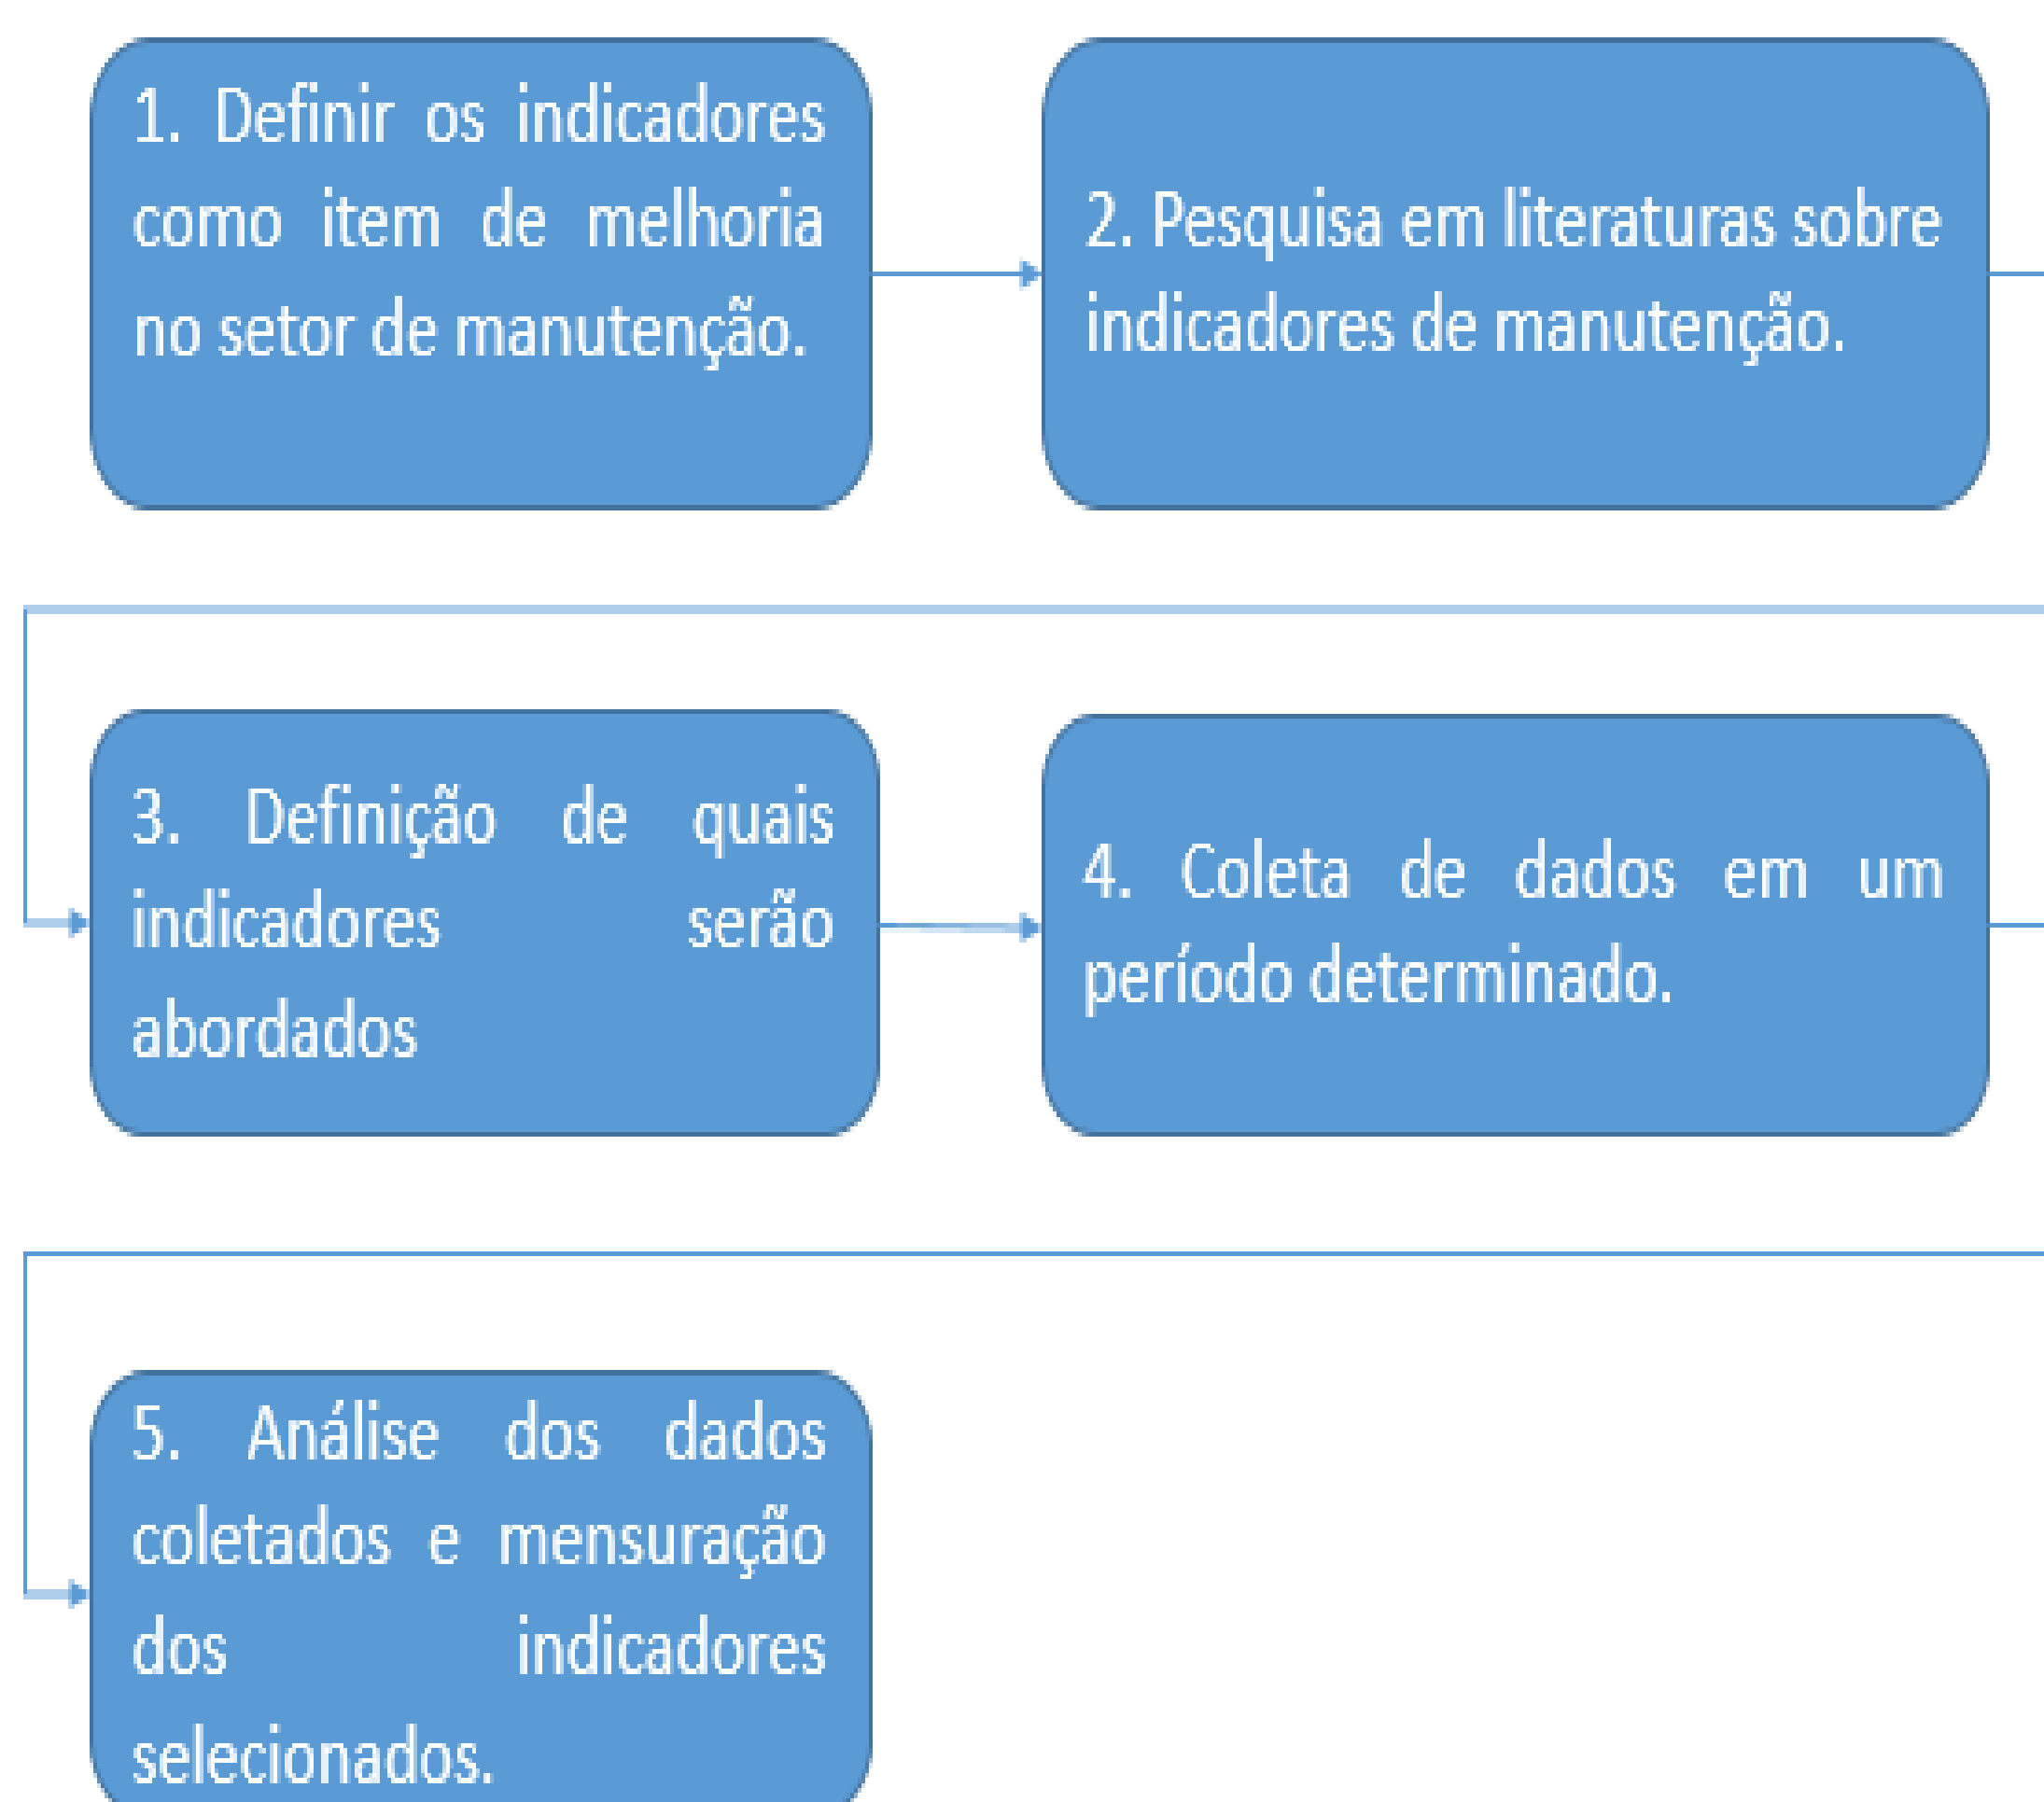 1. Definir os indicadores
como item de melhoria
no setor de manutenção.
2. Pesquisa em literaturas sobre
indicadores de manutenção.
3. Definição de quais
indicadores serão
abordados
4. Coleta de dados em um
período determinado.
5. Análise dos dados
coletados e mensuração
dos indicadores
selecionados.